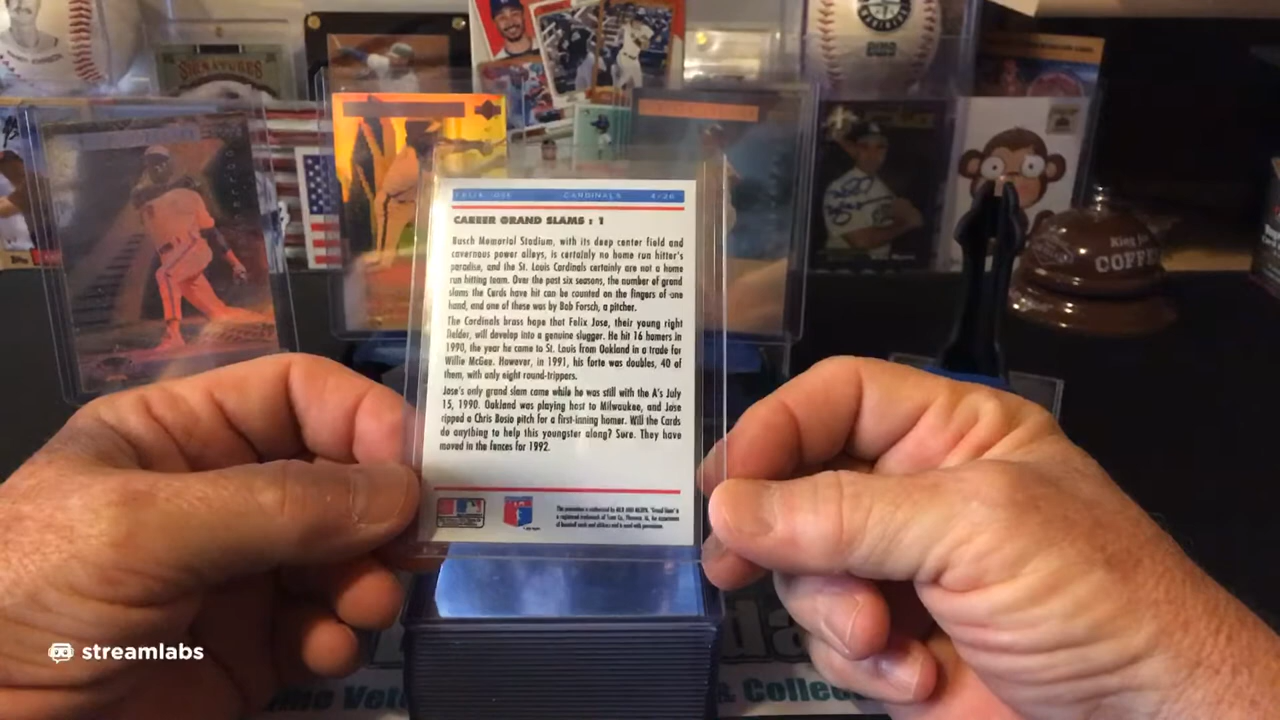 SIGNATURES
FELIX JOSE CARDINALS 4/26
CAREER GRAND SLAMS : 1
Busch Memorial Stadium, with its deep center field and
cavernous power alleys, is certainly no home run hitter's
paradise, and the St. Louis Cardinals certainly are not a home
run hitting team. Over the past six seasons, the number of grand
slams the Cards have hit can be counted on the fingers of one
hand, and one of these was by Bob Forsch, a pitcher.
The Cardinals brass hope that Felix Jose, their young right
fielder, will develop into a genuine slugger. He hit 16 homers in
1990, the year he came to St. Louis from Oakland in a trade for
Willie McGee. However, in 1991, his forte was doubles, 40 of
them, with only eight round-trippers.
Jose's only grand slam came while he was still with the A's July
15, 1990. Oakland was playing host to Milwaukee, and Jose
ripped a Chris Bosio pitch for a first-inning homer. Will the Cards
do anything to help this youngster along? Sure. They have
moved in the fences for 1992.
COFFE
streamlabs
& Colle